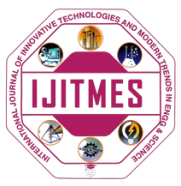 INTERNATIONAL JOURNAL OF INNOVATIVE TECHNOLOGIES AND MODERN TRENDS IN ENGG & SCIENCE
IJITMES